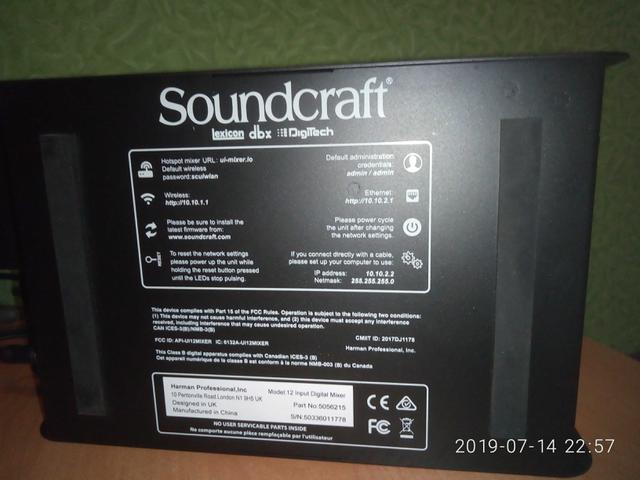 Soundcraft®
lexicon dbx DigiTech
Hotspot mixer URL : ui-mixer.io
Default wireless
password:scuiwlan
Default administration
credentials:
admin / admin
Wireless:
http://10.10.1.1
Ethernet:
http://10.10.2.1
Please be sure to install the
latest firmware from:
www.soundcraft.com
Please power cycle
the unit after changing
the network settings.
RESET
To reset the network settings
please power up the unit while
holding the reset button pressed
until the LEDs stop pulsing.
If you connect directly with a cable,
please set up your computer to use:
IP address: 10.10.2.2
Netmask: 255.255.255.0
This device complies with Part 15 of the FCC Rules. Operation is subject to the following two conditions:
(1) This device may not cause harmful interference, and (2) this device must accept any interference
received, including interference that may cause undesired operation.
CAN ICES-3(B)/NMB-3(B)
FCC ID: API-UI12MIXER IC: 6132A-UI12MIXER
CMIIT ID: 2017DJ1178
Harman Professional, Inc.
This Class B digital apparatus complies with Canadian ICES-3 (B)
Cet appareil numérique de la classe B est conforme à la norme NMB-003 (B) du Canada
Harman Professional,Inc
10 Pentonville Road,London N1 9HS UK
Designed in UK
Manufactured in China
Model:12 Input Digital Mixer
Part No:5056215
S/N:50336011778
CE
FC
NO USER SERVICABLE PARTS INSIDE
Ne comporte aucune pièce remplaçable par l'utilisateur
2019-07-14 22:57